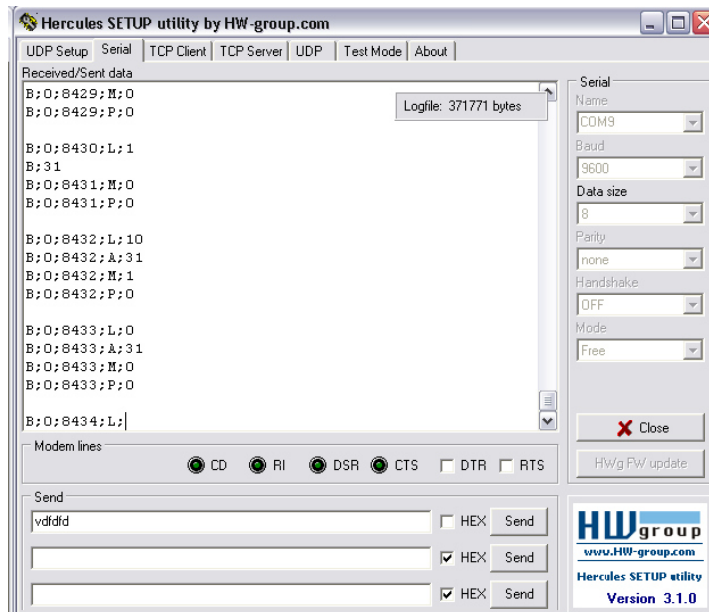 Hercules SETUP utility by HW-group.com
UDP Setup Serial TCP Client TCP Server UDP Test Mode About
Received/Sent data
B;0;8429;M;0
B;0;8429;P;0
B;0;8430;L;1
B;31
B;0;8431;M;0
B;0;8431;P;0
B;0;8432;L;10
B;0;8432;A;31
B;0;8432;M;1
B;0;8432;P;0
B;0;8433;L;0
B;0;8433;A;31
B;0;8433;M;0
B;0;8433;P;0
B;0;8434;L;
Logfile: 371771 bytes
Serial
Name
COM9
Baud
9600
Data size
8
Parity
none
Handshake
OFF
Mode
Free
Close
HWg FW update
Modem lines
CD RI DSR CTS DTR RTS
Send
vdfdfd HEX Send
HEX Send
HEX Send
HWgroup
www.HW-group.com
Hercules SETUP utility
Version 3.1.0